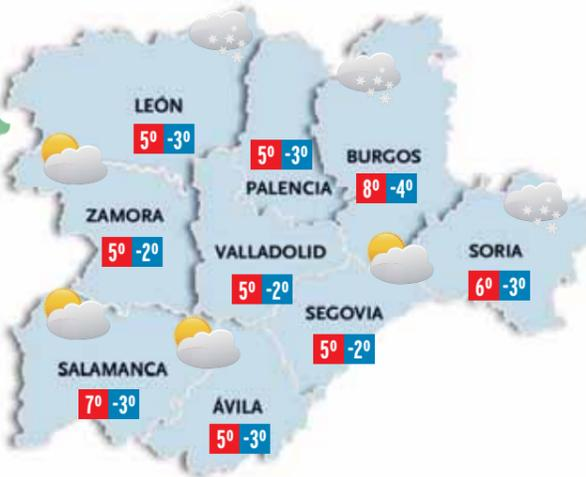 LEÓN
5º -3º
5º -3º
PALENCIA
BURGOS
8º -4º
ZAMORA
5º -2º
VALLADOLID
5º -2º
SORIA
6º -3º
SEGOVIA
5º -2º
SALAMANCA
7º -3º
ÁVILA
5º -3º